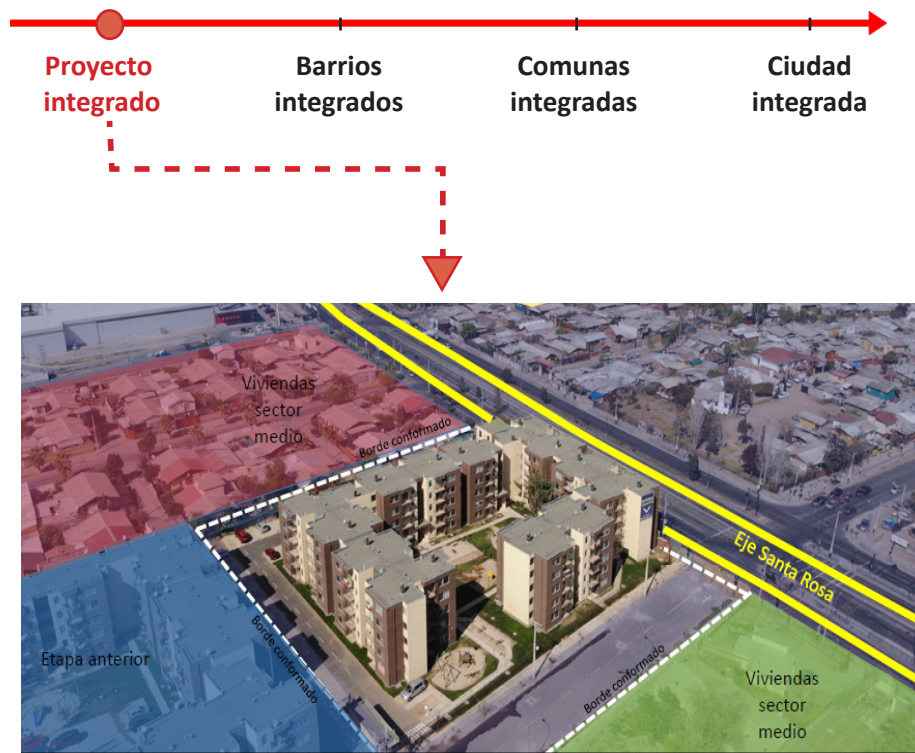 Proyecto
integrado
Barrios
integrados
Comunas
integradas
Ciudad
integrada
Viviendas
sector
medio
Borde conformado
Eje Santa Rosa
Etapa anterior
Borde conformado
Borde conformado
Viviendas
sector
medio